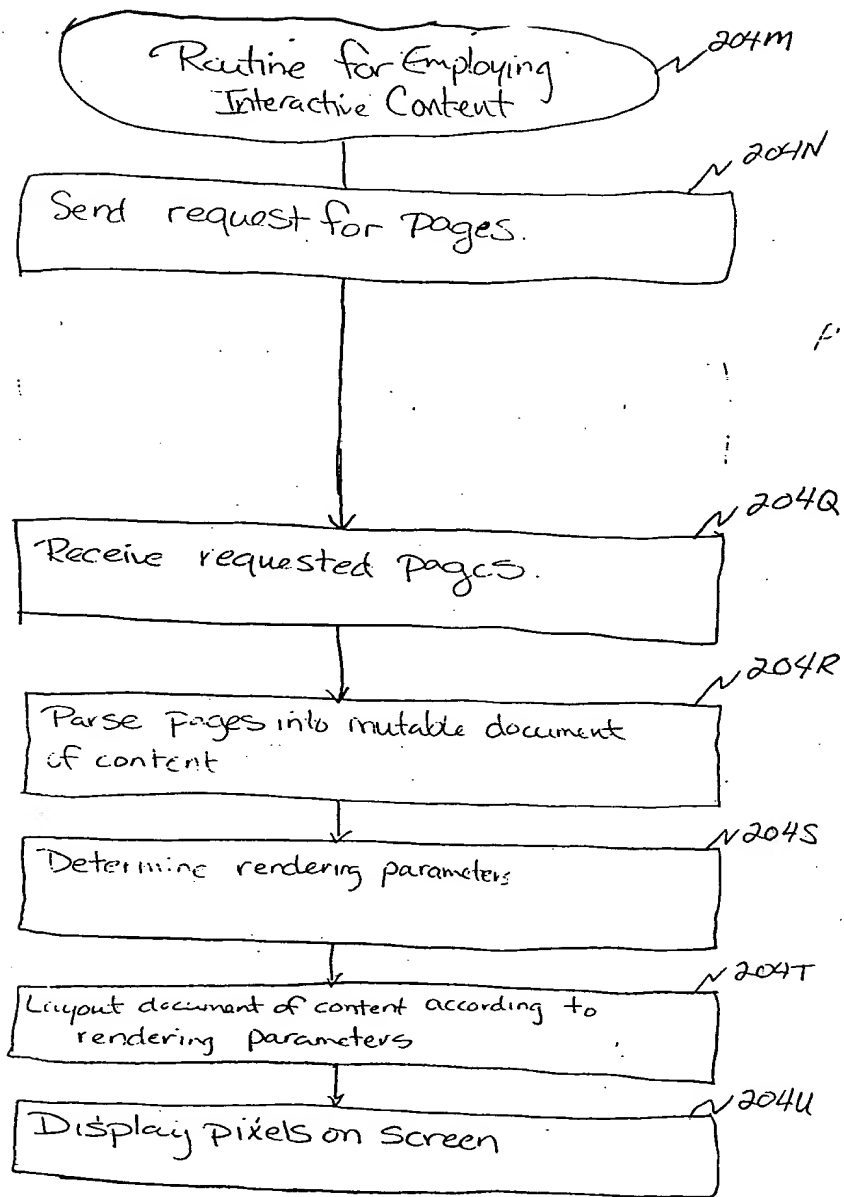 Routine for Employing
Interactive Content
204M
204N
Send request for pages.
204Q
Receive requested pages.
204R
Parse pages into mutable document
of content
204S
Determine rendering parameters
204T
Layout document of content according to
rendering parameters
204U
Display pixels on screen